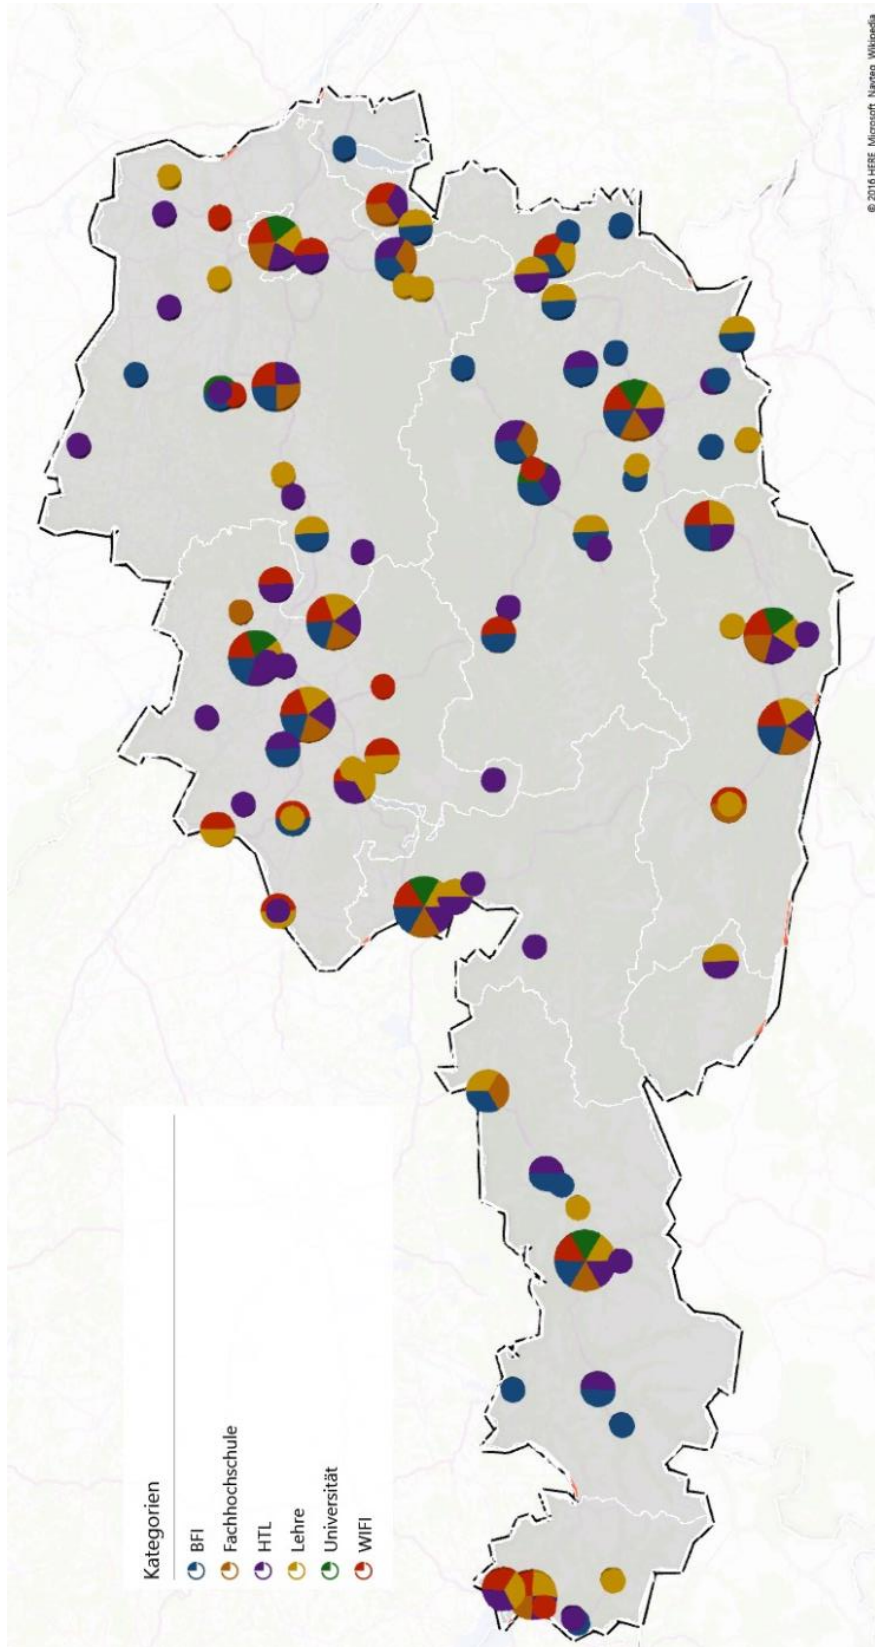 Kategorien
BFI
Fachhochschule
HTL
Lehre
Universität
WIFI
© 2016 HERE, Microsoft, Navteq, Wikipedia